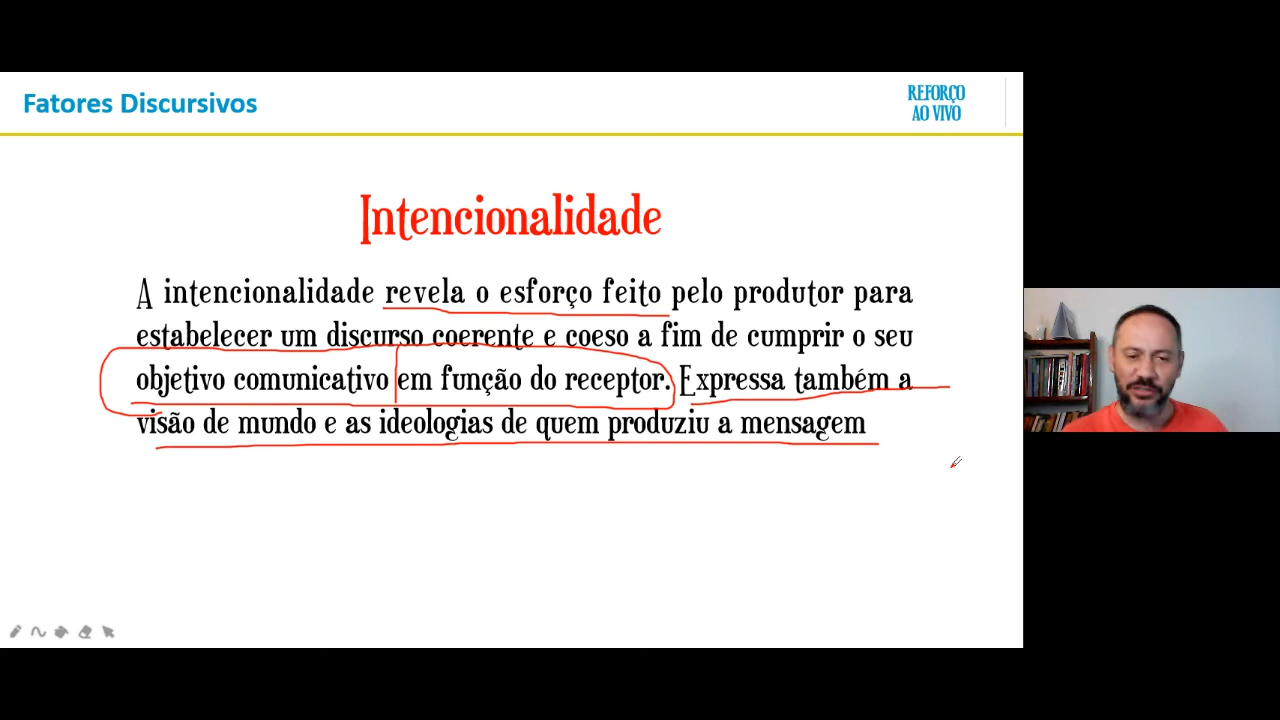 Fatores Discursivos
REFORÇO
AO VIVO
Intencionalidade
A intencionalidade revela o esforço feito pelo produtor para
estabelecer um discurso coerente e coeso a fim de cumprir o seu
objetivo comunicativo em função do receptor. Expressa também a
visão de mundo e as ideologias de quem produziu a mensagem